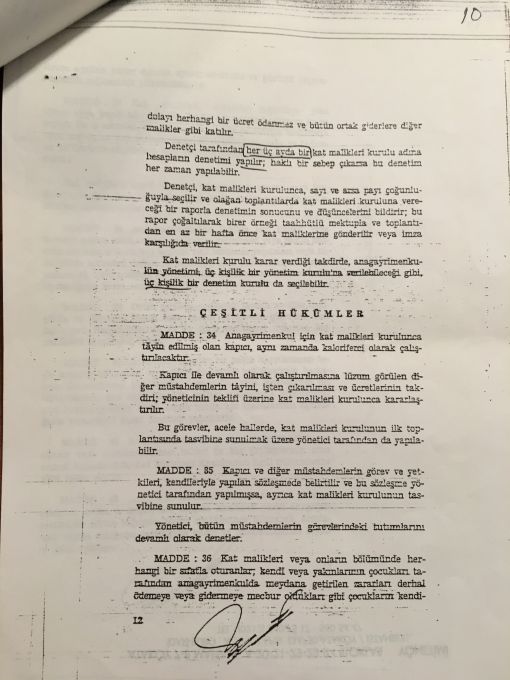 10
dolayı herhangi bir ücret ödanmez ve bütün ortak giderlere diğer
malikler gibi katılır.
Denetçi tarafından her üç ayda bir kat malikleri kurulu adına
hesapların denetimi yapılır; haklı bir sebep çıkarsa bu denetim
her zaman yapılabilir.
Denetçi, kat malikleri kurulunca, sayı ve arsa payı çoğunlu-
ğuyla seçilir ve olağan toplantılarda kat malikleri kuruluna vere-
ceği bir raporla denetimin sonucunu ve düşüncelerini bildirir; bu
rapor çoğaltılarak birer örneği taahhütlü mektupla ve toplantı-
dan en az bir hafta önce kat maliklerine gönderilir veya imza
karşılığıda verilir.
Kat malikleri kurulu karar verdiği takdirde, anagayrimenku-
lün yönetimi, üç kişilik bir yönetim kurulu'na verilebileceği gibi,
üç kişilik bir denetim kurulu da seçilebilir.
ÇEŞİTLİ HÜKÜMLER
MADDE : 34 Anagayrimenkul için kat malikleri kurulunca
tâyin edilmiş olan kapıcı, aynı zamanda kaloriferci olarak çalış-
tırılacaktır.
Kapıcı ile devamlı olarak çalıştırılmasına lüzum görülen di-
ğer müstahdemlerin tâyini, işten çıkarılması ve ücretlerinin tak-
diri; yöneticinin teklifi üzerine kat malikleri kurulunca kararlaş-
tırılır.
Bu görevler, acele hallerde, kat malikleri kurulunun ilk top-
lantısında tasvibine sunulmak üzere yönetici tarafından da yapıla-
bilir.
MADDE : 35 Kapıcı ve diğer müstahdemlerin görev ve yet-
kileri, kendileriyle yapılan sözleşmede belirtilir ve bu sözleşme yö-
netici tarafından yapılmışsa, ayrıca kat malikleri kurulunun tas-
vibine sunulur.
Yönetici, bütün müstahdemlerin görevlerindeki tutumlarını
devamlı olarak denetler.
MADDE : 36 Kat malikleri veya onların bölümünde her-
hangi bir sıfatla oturanlar; kendi veya yakınlarının çocukları ta-
rafından anagayrimenkulda meydana getirilen zararları derhal
ödemeye veya gidermeye mecbur oldukları gibi çocukların kendi-
12